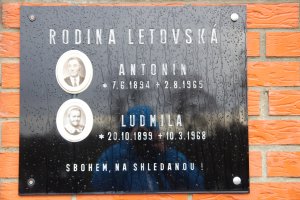 RODINA LETOVSKÁ
ANTONÍN
* 7.6.1894 + 2.8.1965
LUDMILA
* 20.10.1899 + 10.3.1968
SBOHEM, NA SHLEDANOU !